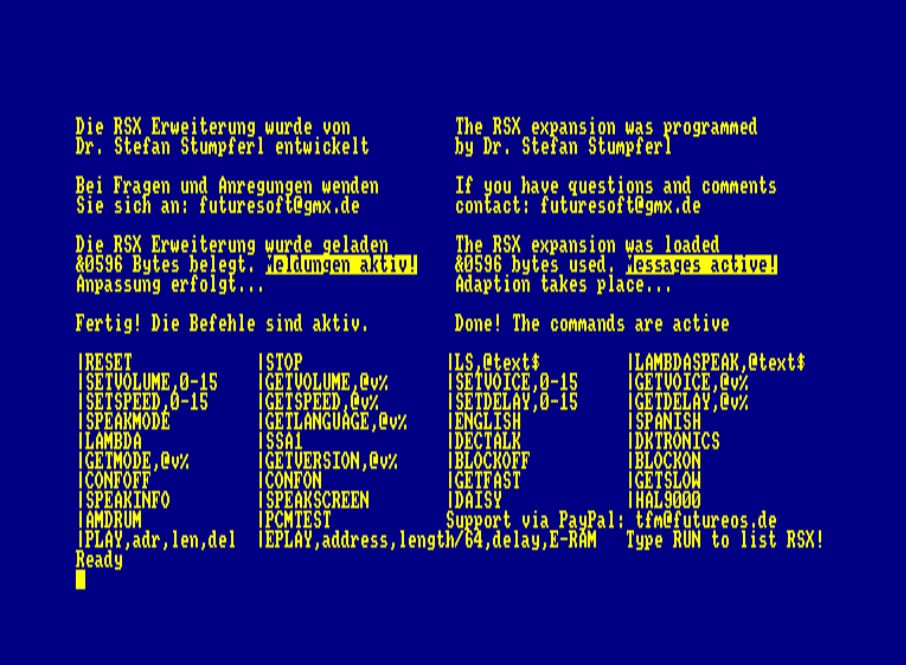 Die RSX Erweiterung wurde von The RSX expansion was programmed
Dr. Stefan Stumpferl entwickelt by Dr. Stefan Stumpferl
Bei Fragen und Anregungen wenden If you have questions and comments
Sie sich an: futuresoft@gmx.de contact: futuresoft@gmx.de
Die RSX Erweiterung wurde geladen The RSX expansion was loaded
&0596 Bytes belegt. Meldungen aktiv! &0596 bytes used. Messages active!
Anpassung erfolgt... Adaption takes place...
Fertig! Die Befehle sind aktiv. Done! The commands are active
|RESET |STOP |LS,@text$ |LAMBDASPEAK,@text$
|SETVOLUME,0-15 |GETVOLUME,@v% |SETVOICE,0-15 |GETVOICE,@v%
|SETSPEED,0-15 |GETSPEED,@v% |SETDELAY,0-15 |GETDELAY,@v%
|SPEAKMODE |GETLANGUAGE,@v% |ENGLISH |SPANISH
|LAMBDA |SSA1 |DECTALK |DKTRONICS
|GETMODE,@v% |GETVERSION,@v% |BLOCKOFF |BLOCKON
|CONFOFF |CONFON |GETFAST |GETSLOW
|SPEAKINFO |SPEAKSCREEN |DAISY |HAL9000
|AMDRUM |PCMTEST Support via PayPal: tfm@futureos.de
|PLAY,adr,len,del |EPLAY,address,length/64,delay,E-RAM Type RUN to list RSX!
Ready